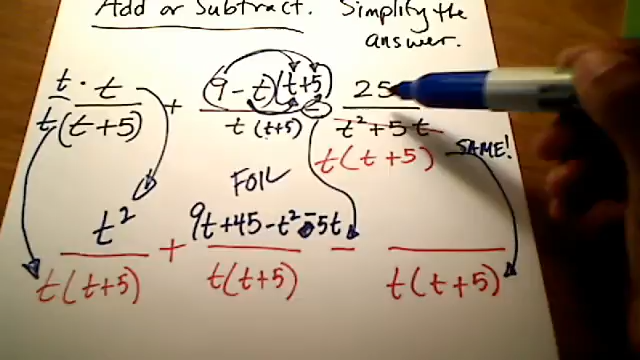 Add or Subtract. Simplify the
answer.
t · t + (9 - t)(t+5) - 25
t(t+5) t (t+5) t² + 5t
t(t+5) SAME!
FOIL
t² 9t+45-t²-5t
+ -
t(t+5) t(t+5) t(t+5)